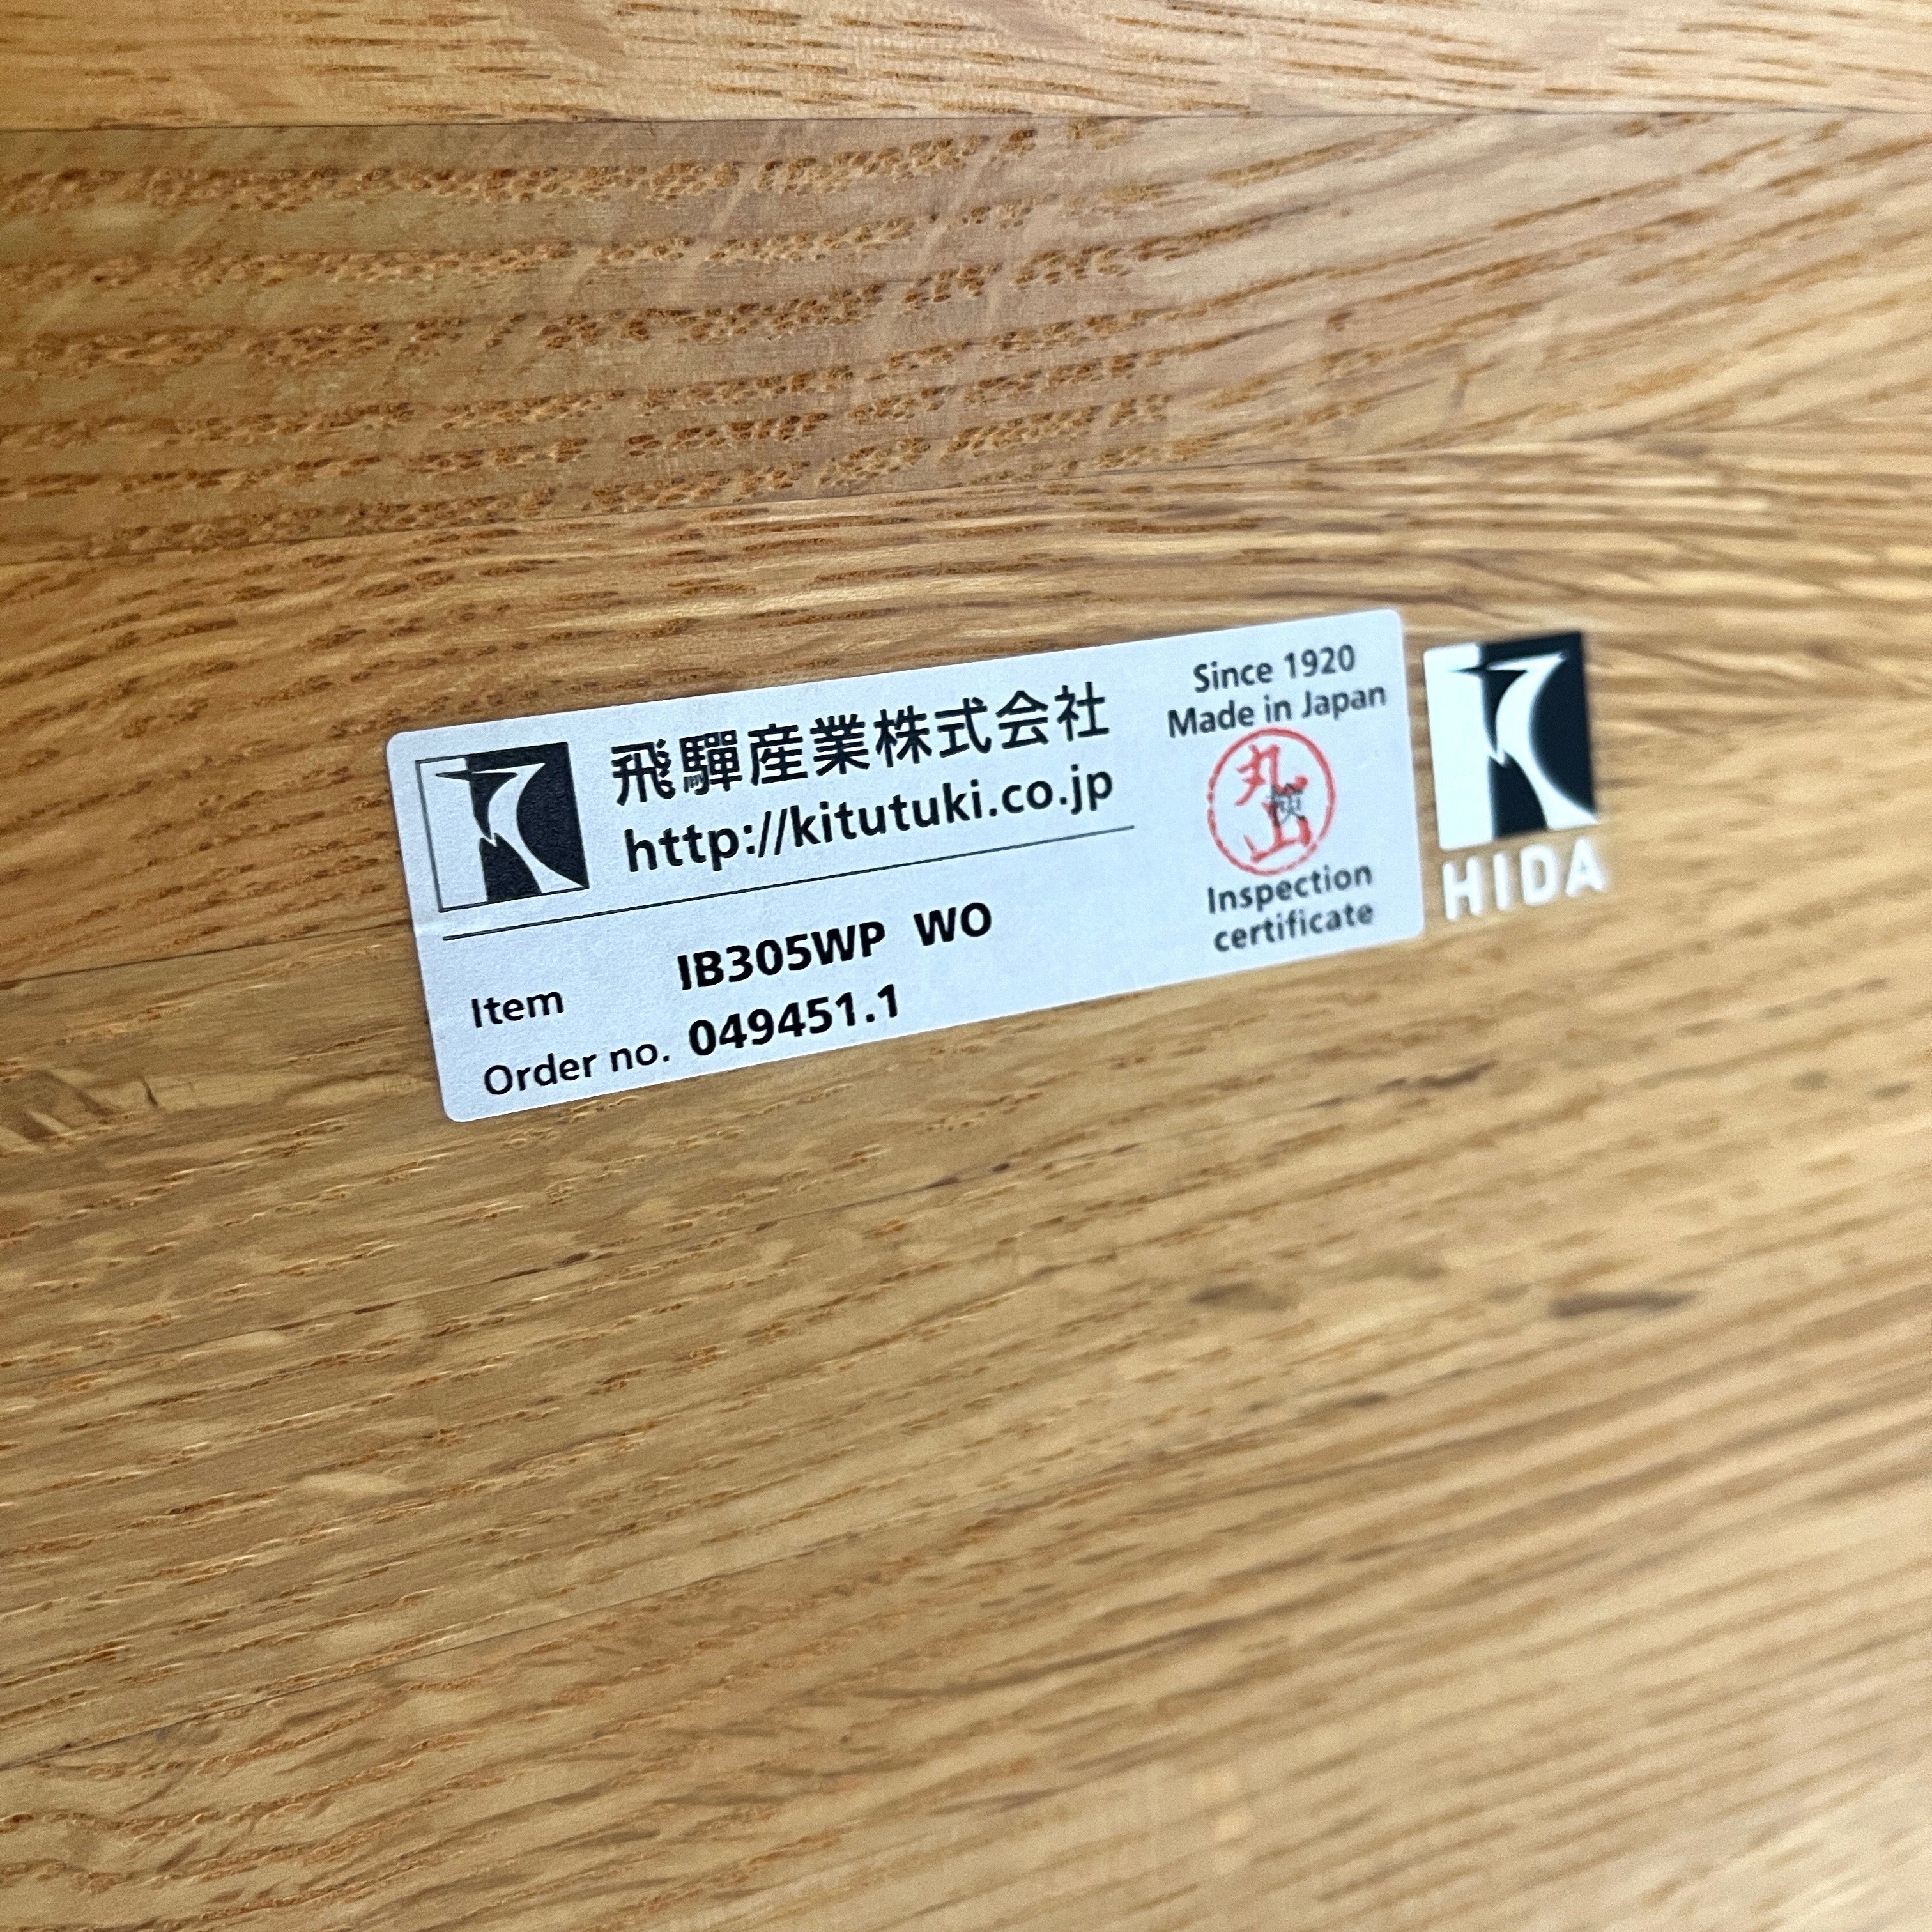 飛驒産業株式会社
http://kitutuki.co.jp
Item IB305WP WO
Order no. 049451.1
Since 1920
Made in Japan
丸山
検
Inspection
certificate
HIDA